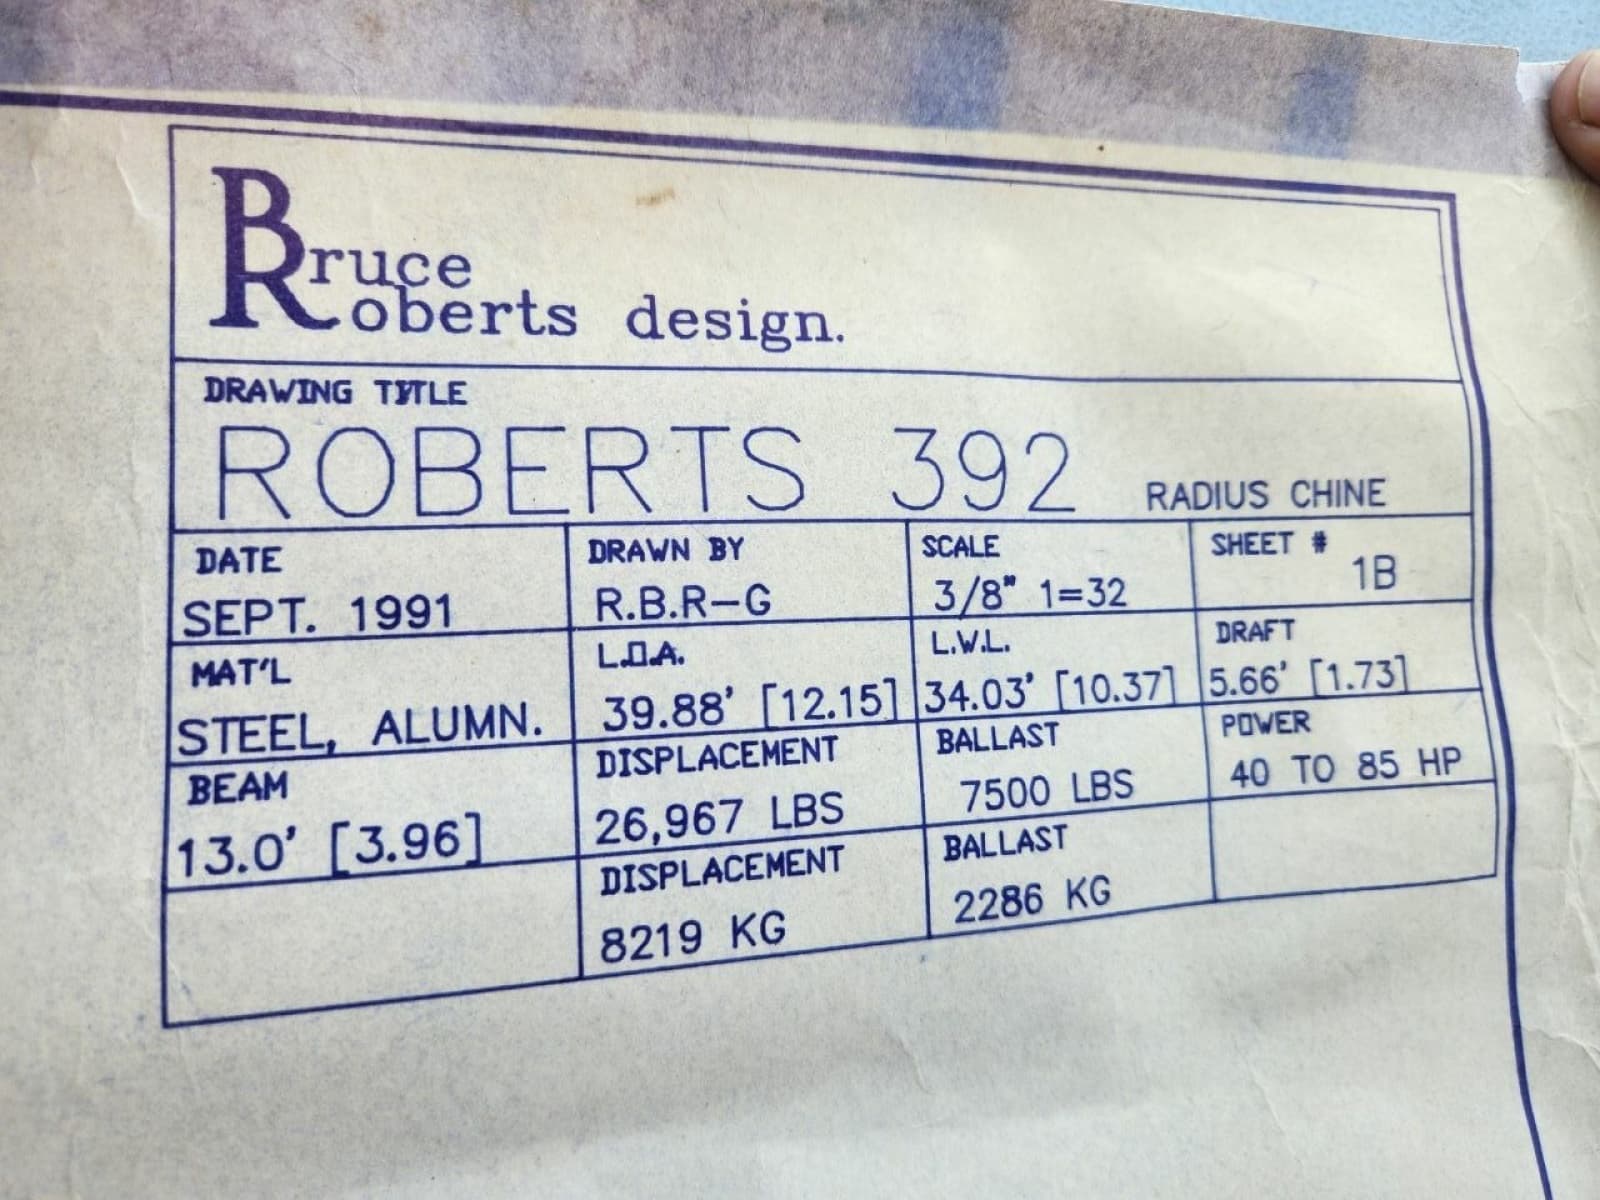 Bruce
Roberts design.
DRAWING TITLE
ROBERTS 392 RADIUS CHINE
DATE DRAWN BY SCALE SHEET #
SEPT. 1991 R.B.R-G 3/8" 1=32 1B
MAT'L L.O.A. L.W.L. DRAFT
STEEL, ALUMN. 39.88' [12.15] 34.03' [10.37] 5.66' [1.73]
BEAM DISPLACEMENT BALLAST POWER
13.0' [3.96] 26,967 LBS 7500 LBS 40 TO 85 HP
DISPLACEMENT BALLAST
8219 KG 2286 KG